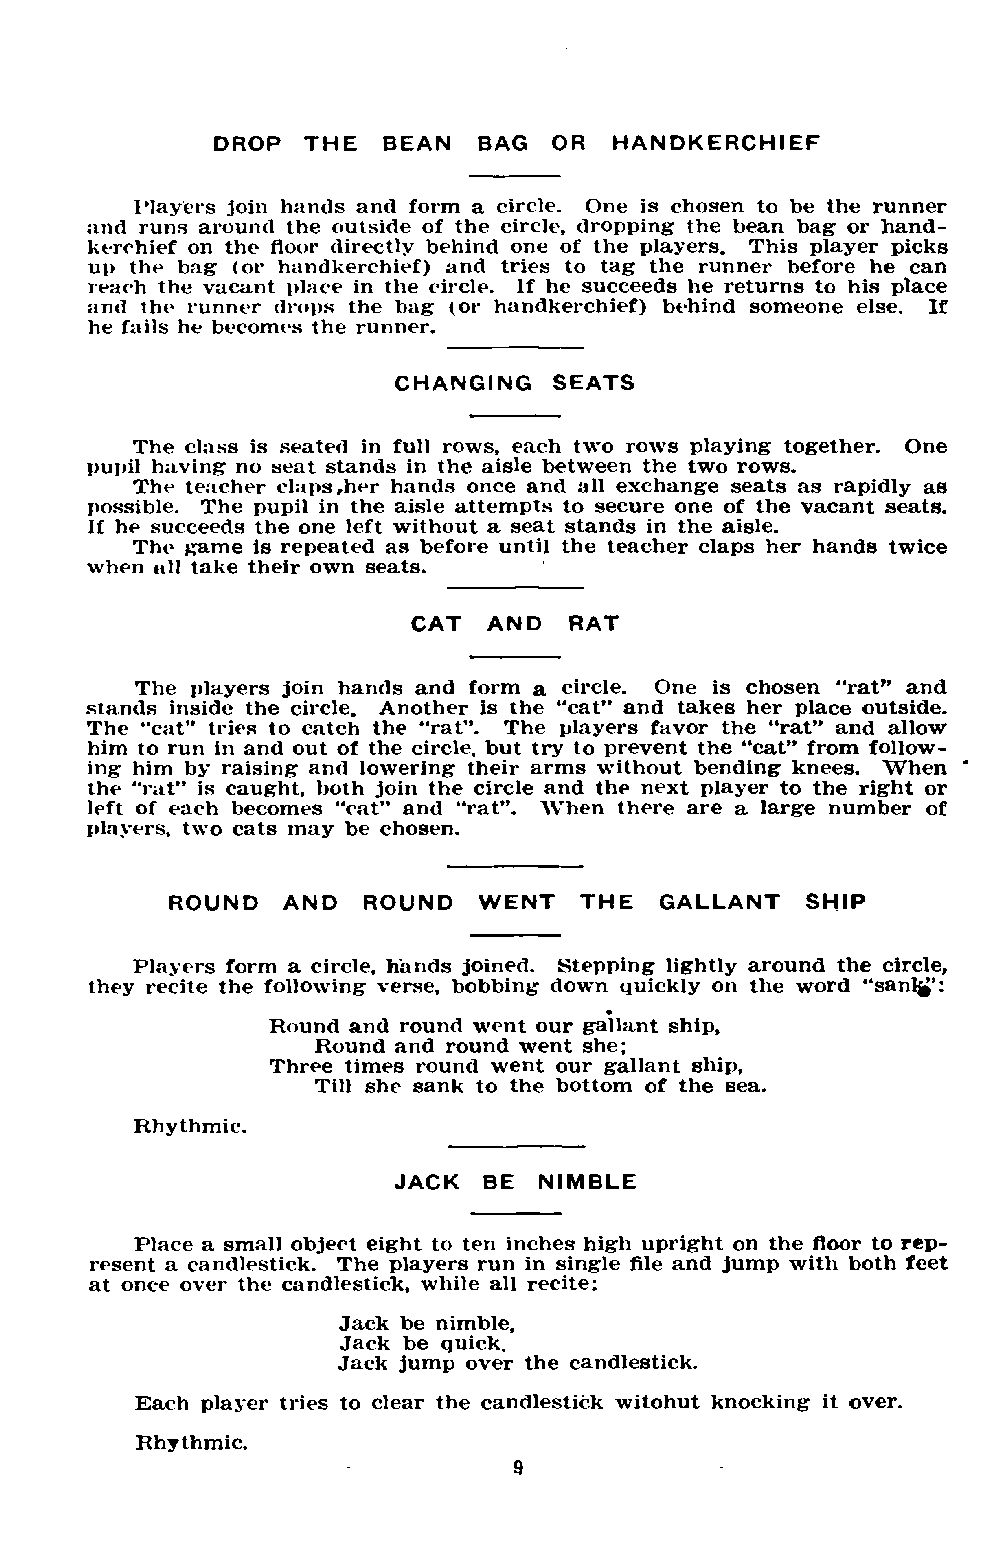 DROP THE BEAN BAG OR HANDKERCHIEF
Players join hands and form a circle. One is chosen to be the runner
and runs around the outside of the circle, dropping the bean bag or hand-
kerchief on the floor directly behind one of the players. This player picks
up the bag (or handkerchief) and tries to tag the runner before he can
reach the vacant place in the circle. If he succeeds he returns to his place
and the runner drops the bag (or handkerchief) behind someone else. If
he fails he becomes the runner.
CHANGING SEATS
The class is seated in full rows, each two rows playing together. One
pupil having no seat stands in the aisle between the two rows.
The teacher claps her hands once and all exchange seats as rapidly as
possible. The pupil in the aisle attempts to secure one of the vacant seats.
If he succeeds the one left without a seat stands in the aisle.
The game is repeated as before until the teacher claps her hands twice
when all take their own seats.
CAT AND RAT
The players join hands and form a circle. One is chosen "rat" and
stands inside the circle. Another is the "cat" and takes her place outside.
The "cat" tries to catch the "rat". The players favor the "rat" and allow
him to run in and out of the circle, but try to prevent the "cat" from follow-
ing him by raising and lowering their arms without bending knees. When
the "rat" is caught, both join the circle and the next player to the right or
left of each becomes "cat" and "rat". When there are a large number of
players, two cats may be chosen.
ROUND AND ROUND WENT THE GALLANT SHIP
Players form a circle, hands joined. Stepping lightly around the circle,
they recite the following verse, bobbing down quickly on the word "sank":
Round and round went our gallant ship,
Round and round went she;
Three times round went our gallant ship,
Till she sank to the bottom of the sea.
Rhythmic.
JACK BE NIMBLE
Place a small object eight to ten inches high upright on the floor to rep-
resent a candlestick. The players run in single file and jump with both feet
at once over the candlestick, while all recite:
Jack be nimble,
Jack be quick,
Jack jump over the candlestick.
Each player tries to clear the candlestick witohut knocking it over.
Rhythmic.
9